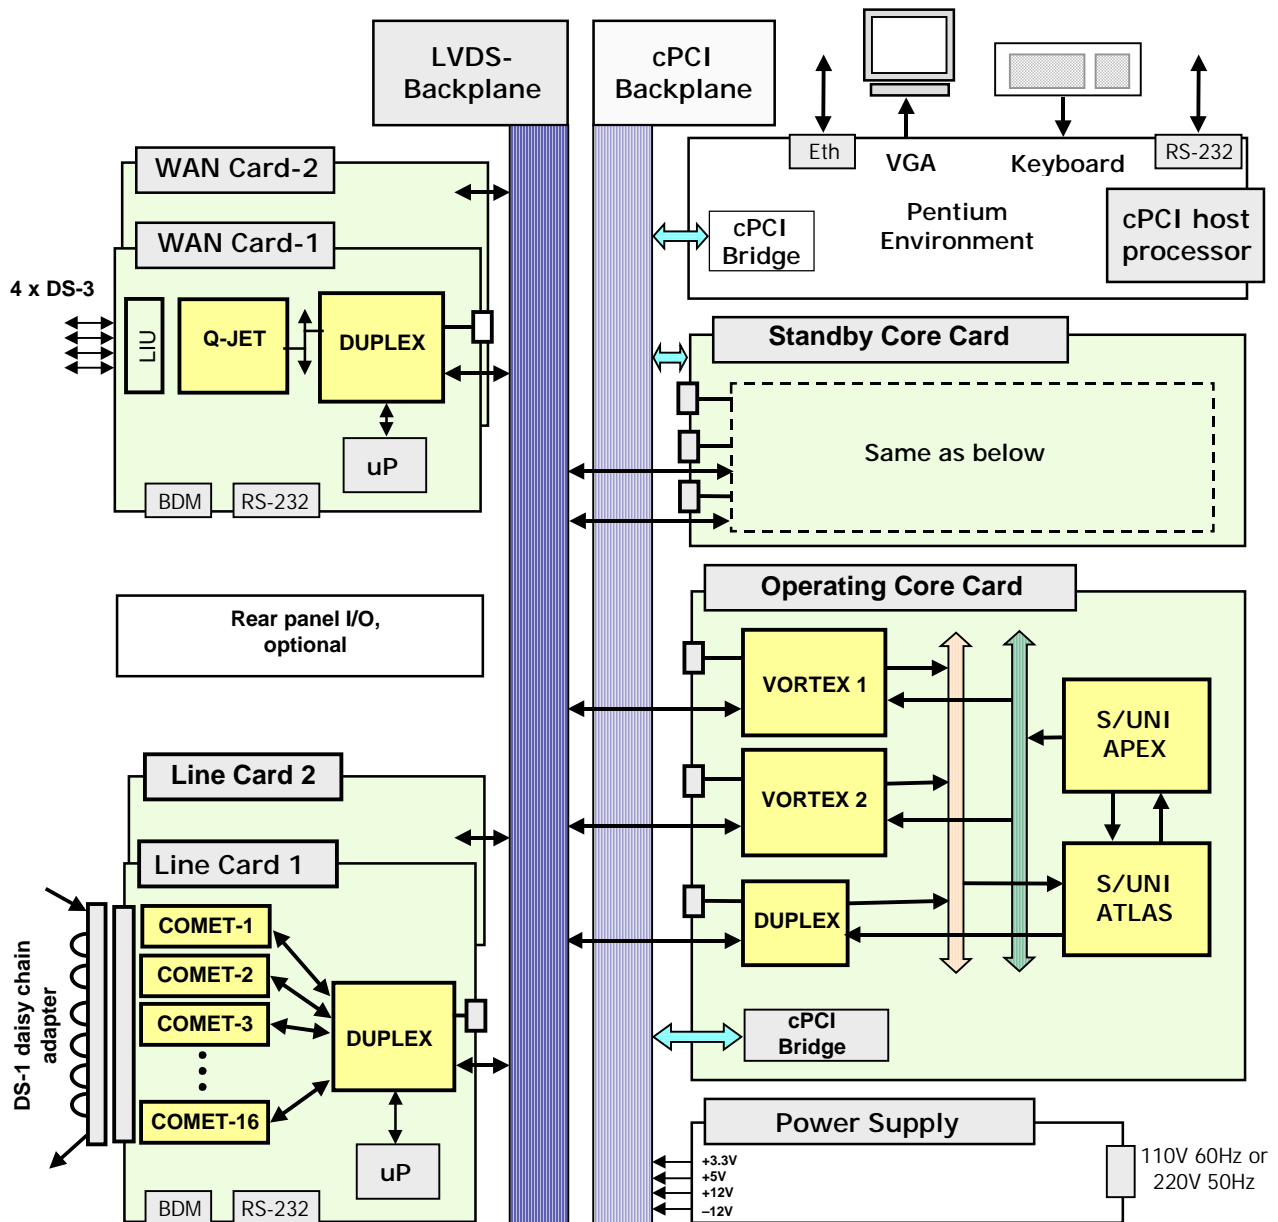 LVDS-
Backplane
cPCI
Backplane
Eth
VGA
Keyboard
RS-232
Pentium
Environment
cPCI
Bridge
cPCI host
processor
WAN Card-2
WAN Card-1
4 x DS-3
LIU
Q-JET
DUPLEX
uP
BDM
RS-232
Standby Core Card
Same as below
Rear panel I/O,
optional
Operating Core Card
VORTEX 1
VORTEX 2
DUPLEX
S/UNI
APEX
S/UNI
ATLAS
cPCI
Bridge
Line Card 2
Line Card 1
DS-1 daisy chain
adapter
COMET-1
COMET-2
COMET-3
COMET-16
DUPLEX
uP
BDM
RS-232
Power Supply
+3.3V
+5V
+12V
–12V
110V 60Hz or
220V 50Hz